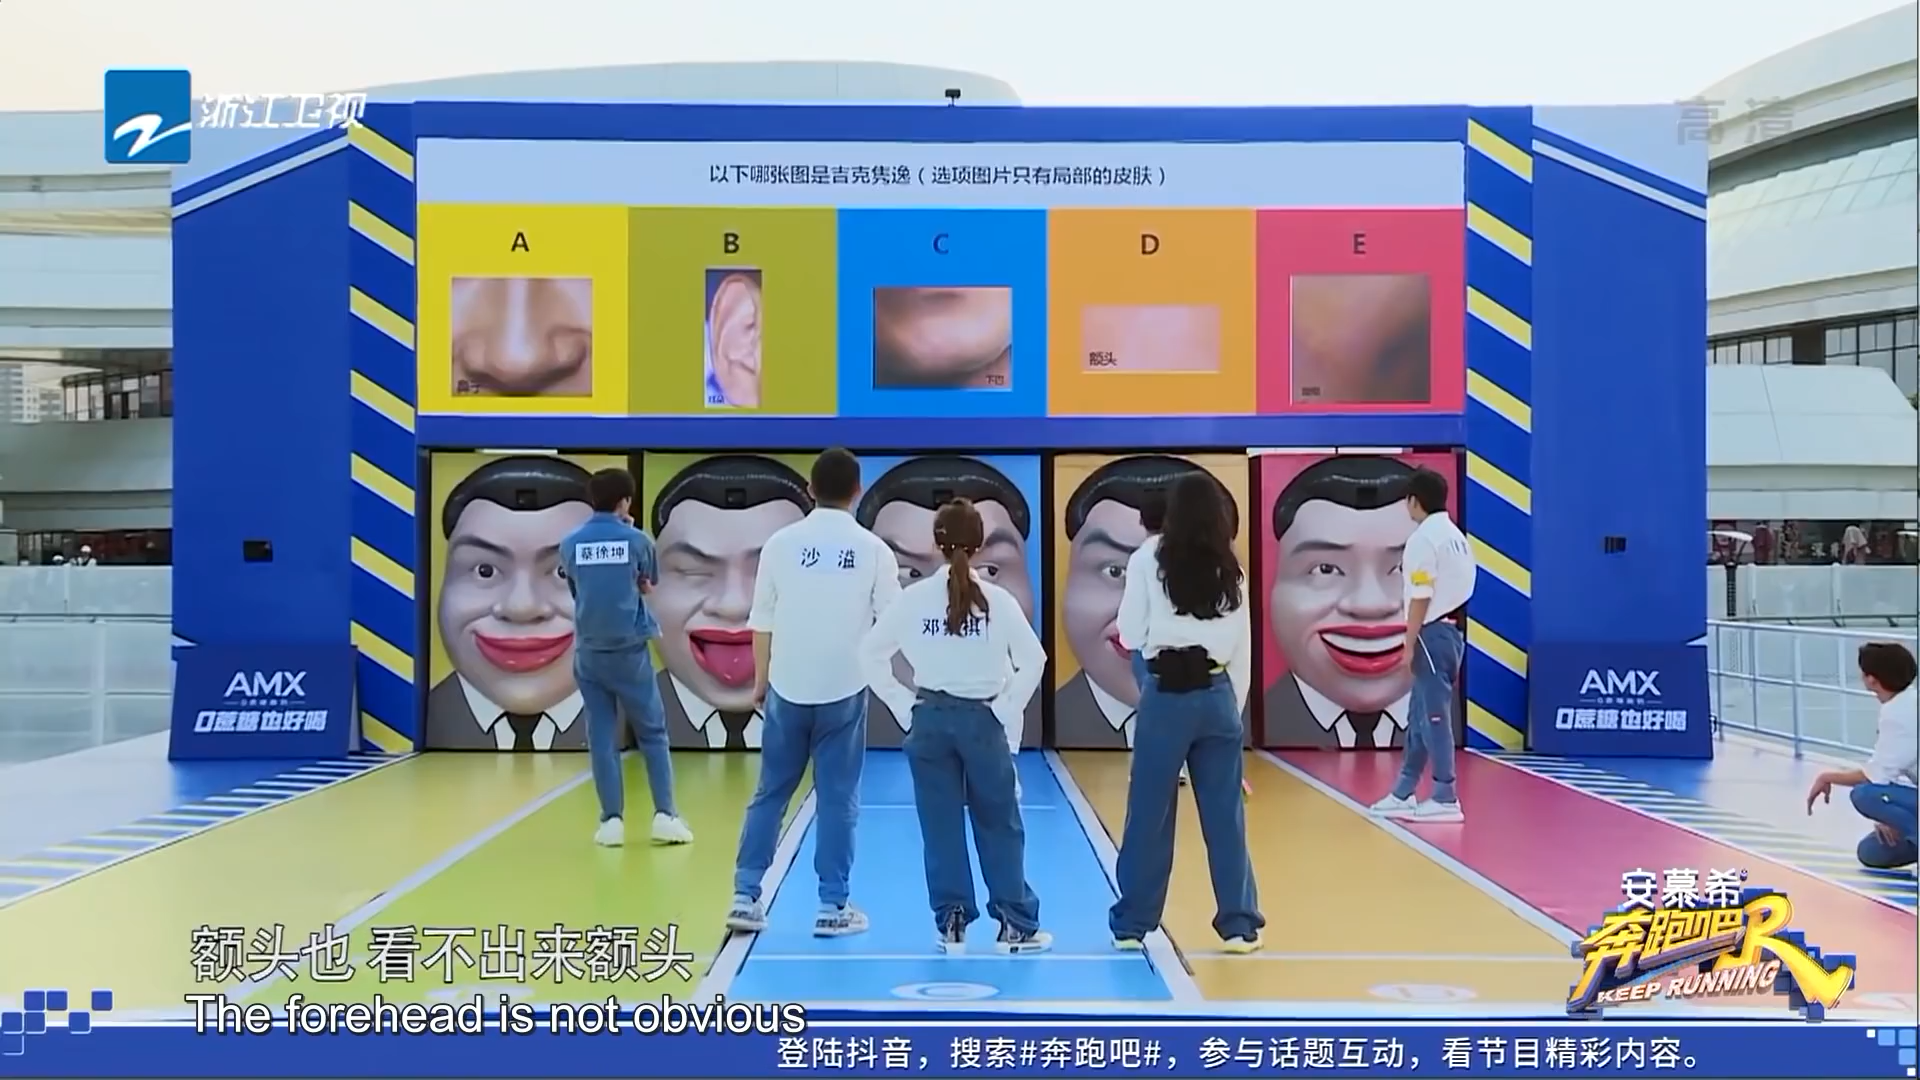 浙江卫视
高清
以下哪张图是吉克隽逸（选项图片只有局部的皮肤）
A
B
C
D
E
鼻子
耳朵
下巴
额头
蔡徐坤
沙溢
邓紫棋
AMX
0蔗糖也好喝
AMX
0蔗糖也好喝
安慕希
奔跑吧
KEEP RUNNING
额头也 看不出来额头
The forehead is not obvious
登陆抖音，搜索#奔跑吧#，参与话题互动，看节目精彩内容。